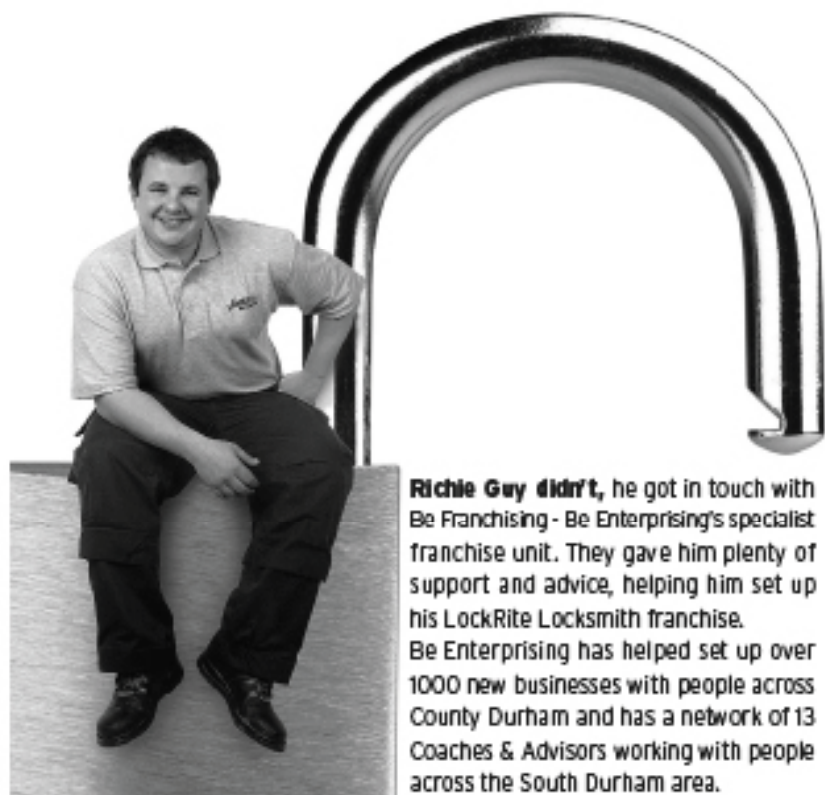 Richie Guy didn't, he got in touch with
Be Franchising - Be Enterprising's specialist
franchise unit. They gave him plenty of
support and advice, helping him set up
his LockRite Locksmith franchise.
Be Enterprising has helped set up over
1000 new businesses with people across
County Durham and has a network of 13
Coaches & Advisors working with people
across the South Durham area.